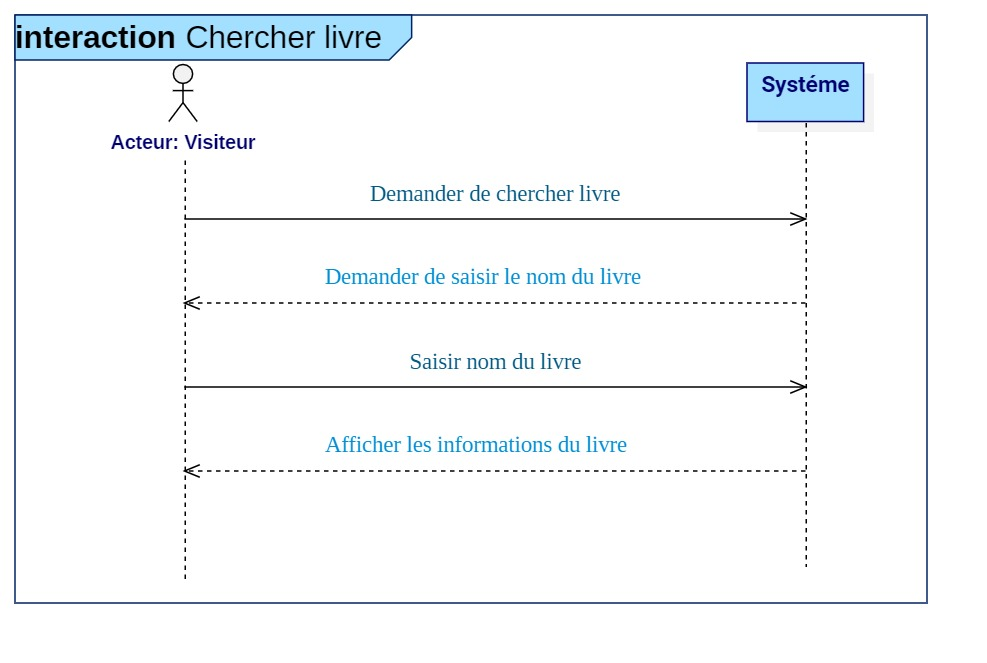 interaction Chercher livre
Acteur: Visiteur
Systéme
Demander de chercher livre
Demander de saisir le nom du livre
Saisir nom du livre
Afficher les informations du livre